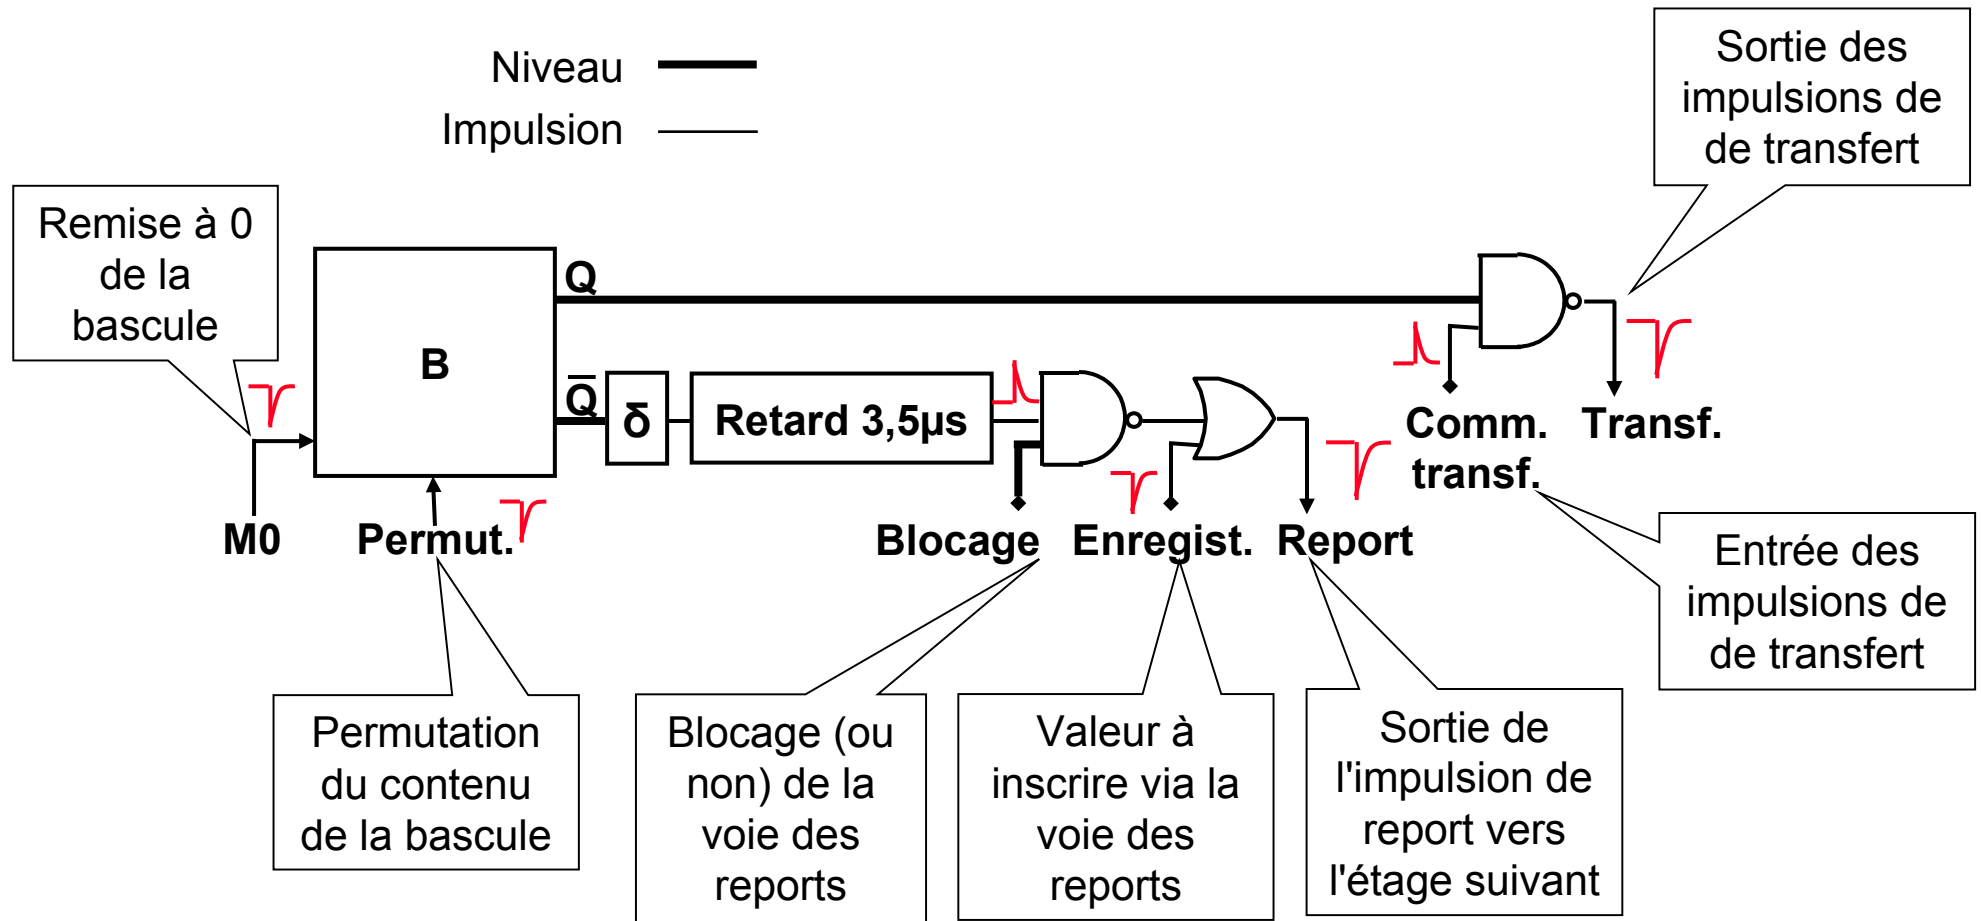 Niveau
Impulsion
Sortie des
impulsions de
de transfert
Remise à 0
de la
bascule
B
Q
Q̅
δ
Retard 3,5µs
M0
Permut.
Blocage
Enregist.
Report
Comm.
transf.
Transf.
Entrée des
impulsions de
de transfert
Permutation
du contenu
de la bascule
Blocage (ou
non) de la
voie des
reports
Valeur à
inscrire via la
voie des
reports
Sortie de
l'impulsion de
report vers
l'étage suivant